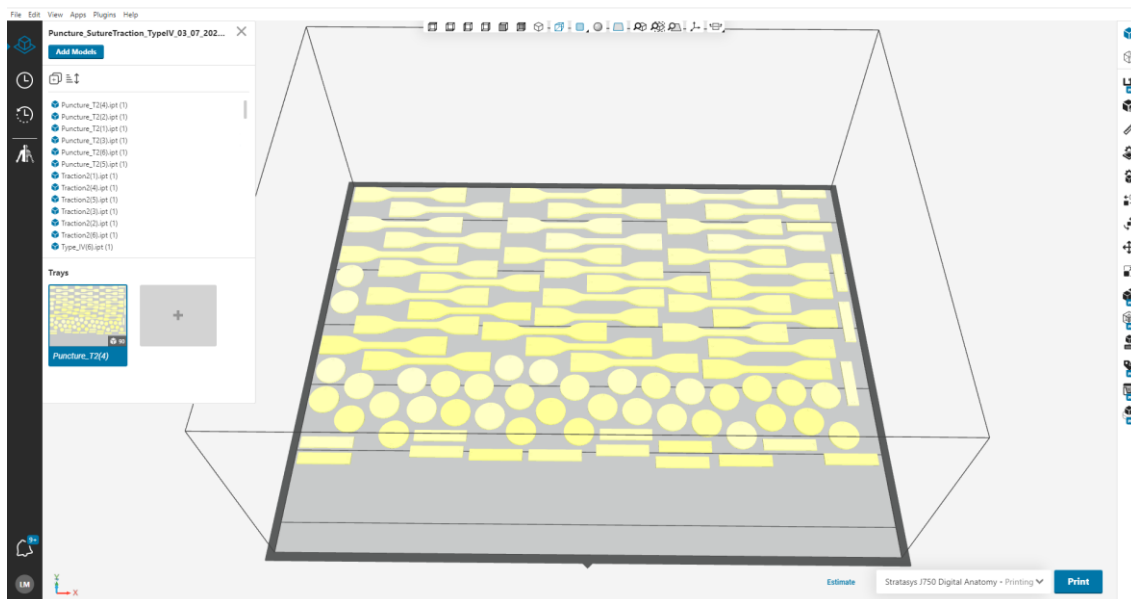 File Edit View Apps Plugins Help
Puncture_SutureTraction_TypeIV_03_07_202...
Add Models
Puncture_T2(4).ipt (1)
Puncture_T2(2).ipt (1)
Puncture_T2(1).ipt (1)
Puncture_T2(3).ipt (1)
Puncture_T2(6).ipt (1)
Puncture_T2(5).ipt (1)
Traction2(1).ipt (1)
Traction2(4).ipt (1)
Traction2(5).ipt (1)
Traction2(3).ipt (1)
Traction2(2).ipt (1)
Traction2(6).ipt (1)
Type_IV(6).ipt (1)
Trays
90
Puncture_T2(4)
9+
LM
Y
X
Estimate
Stratasys J750 Digital Anatomy - Printing
Print